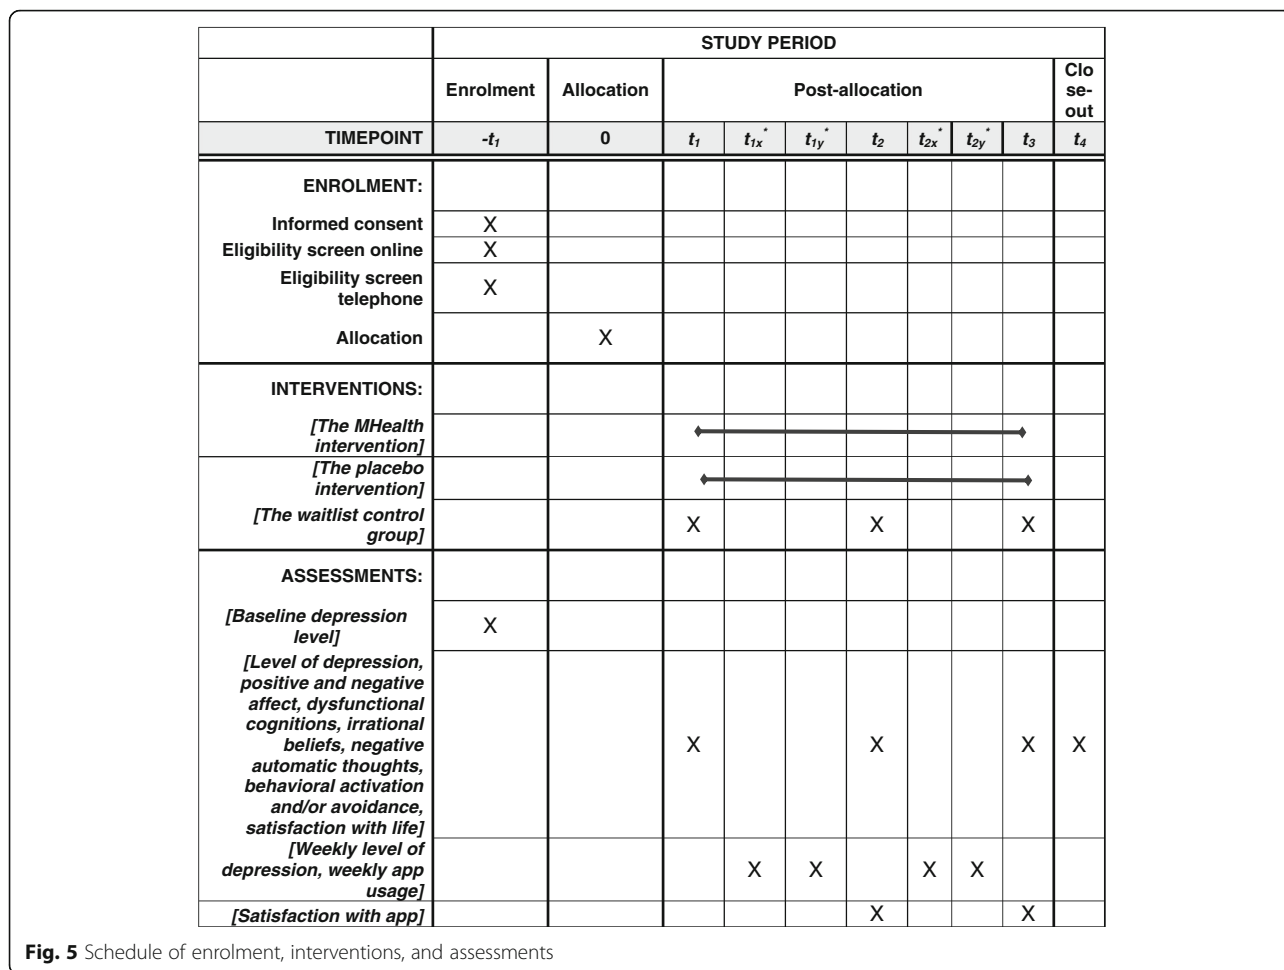 STUDY PERIOD
Enrolment Allocation Post-allocation Clo
se-
out
TIMEPOINT -t₁ 0 t₁ t₁ₓ* t₁y* t₂ t₂ₓ* t₂y* t₃ t₄
ENROLMENT:
Informed consent X
Eligibility screen online X
Eligibility screen
telephone X
Allocation X
INTERVENTIONS:
[The MHealth
intervention]
[The placebo
intervention]
[The waitlist control
group] X X X
ASSESSMENTS:
[Baseline depression
level] X
[Level of depression,
positive and negative
affect, dysfunctional
cognitions, irrational
beliefs, negative
automatic thoughts,
behavioral activation
and/or avoidance,
satisfaction with life] X X X X
[Weekly level of
depression, weekly app
usage] X X X X
[Satisfaction with app] X X
Fig. 5 Schedule of enrolment, interventions, and assessments